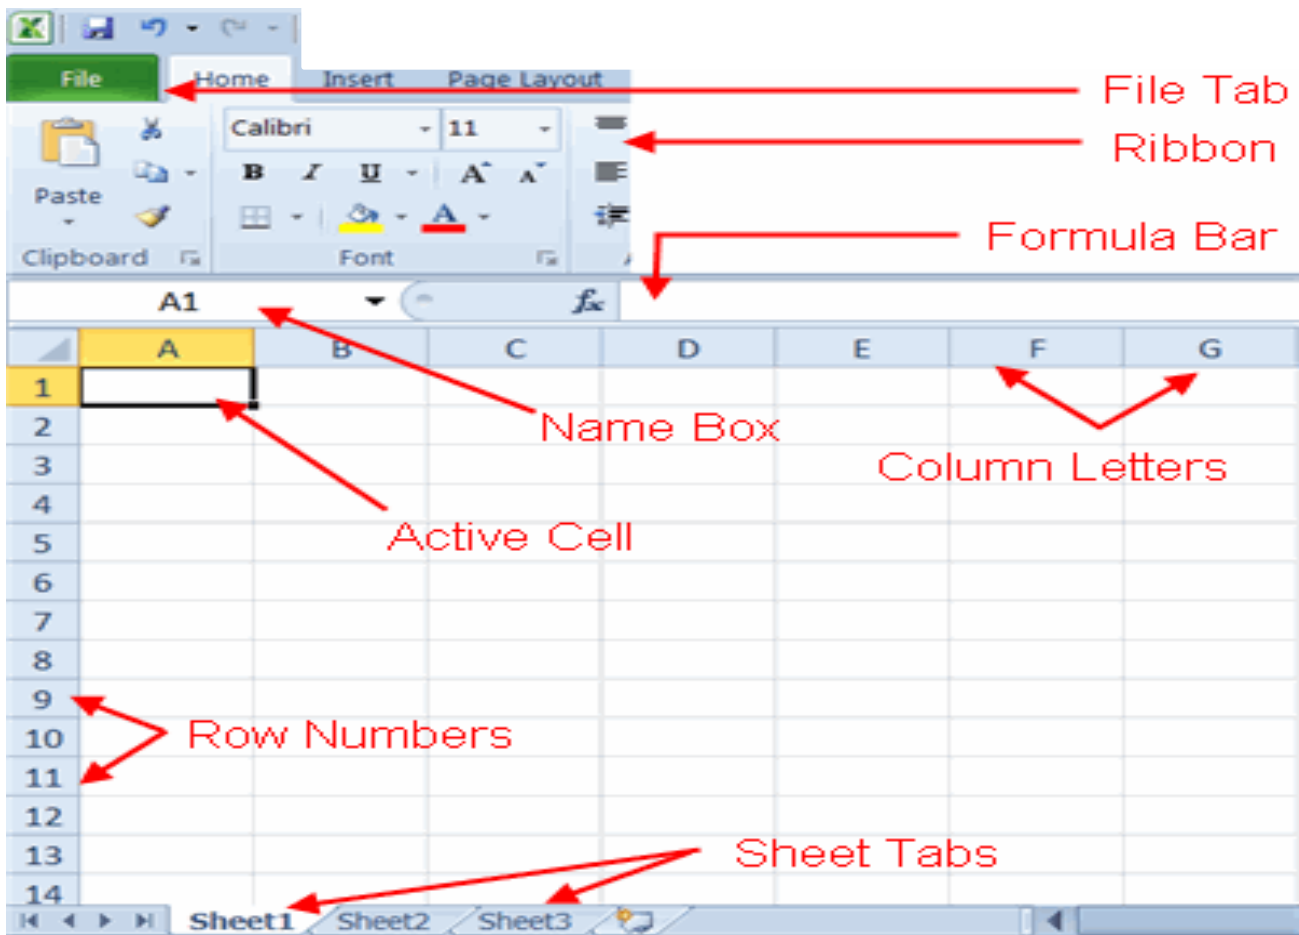 File Home Insert Page Layout
File Tab
Calibri 11
Ribbon
B I U A A
Paste
A
Formula Bar
Clipboard Font
A1 fx
A B C D E F G
1
2 Name Box
3 Column Letters
4
5 Active Cell
6
7
8
9
10 Row Numbers
11
12
13 Sheet Tabs
14
Sheet1 Sheet2 Sheet3